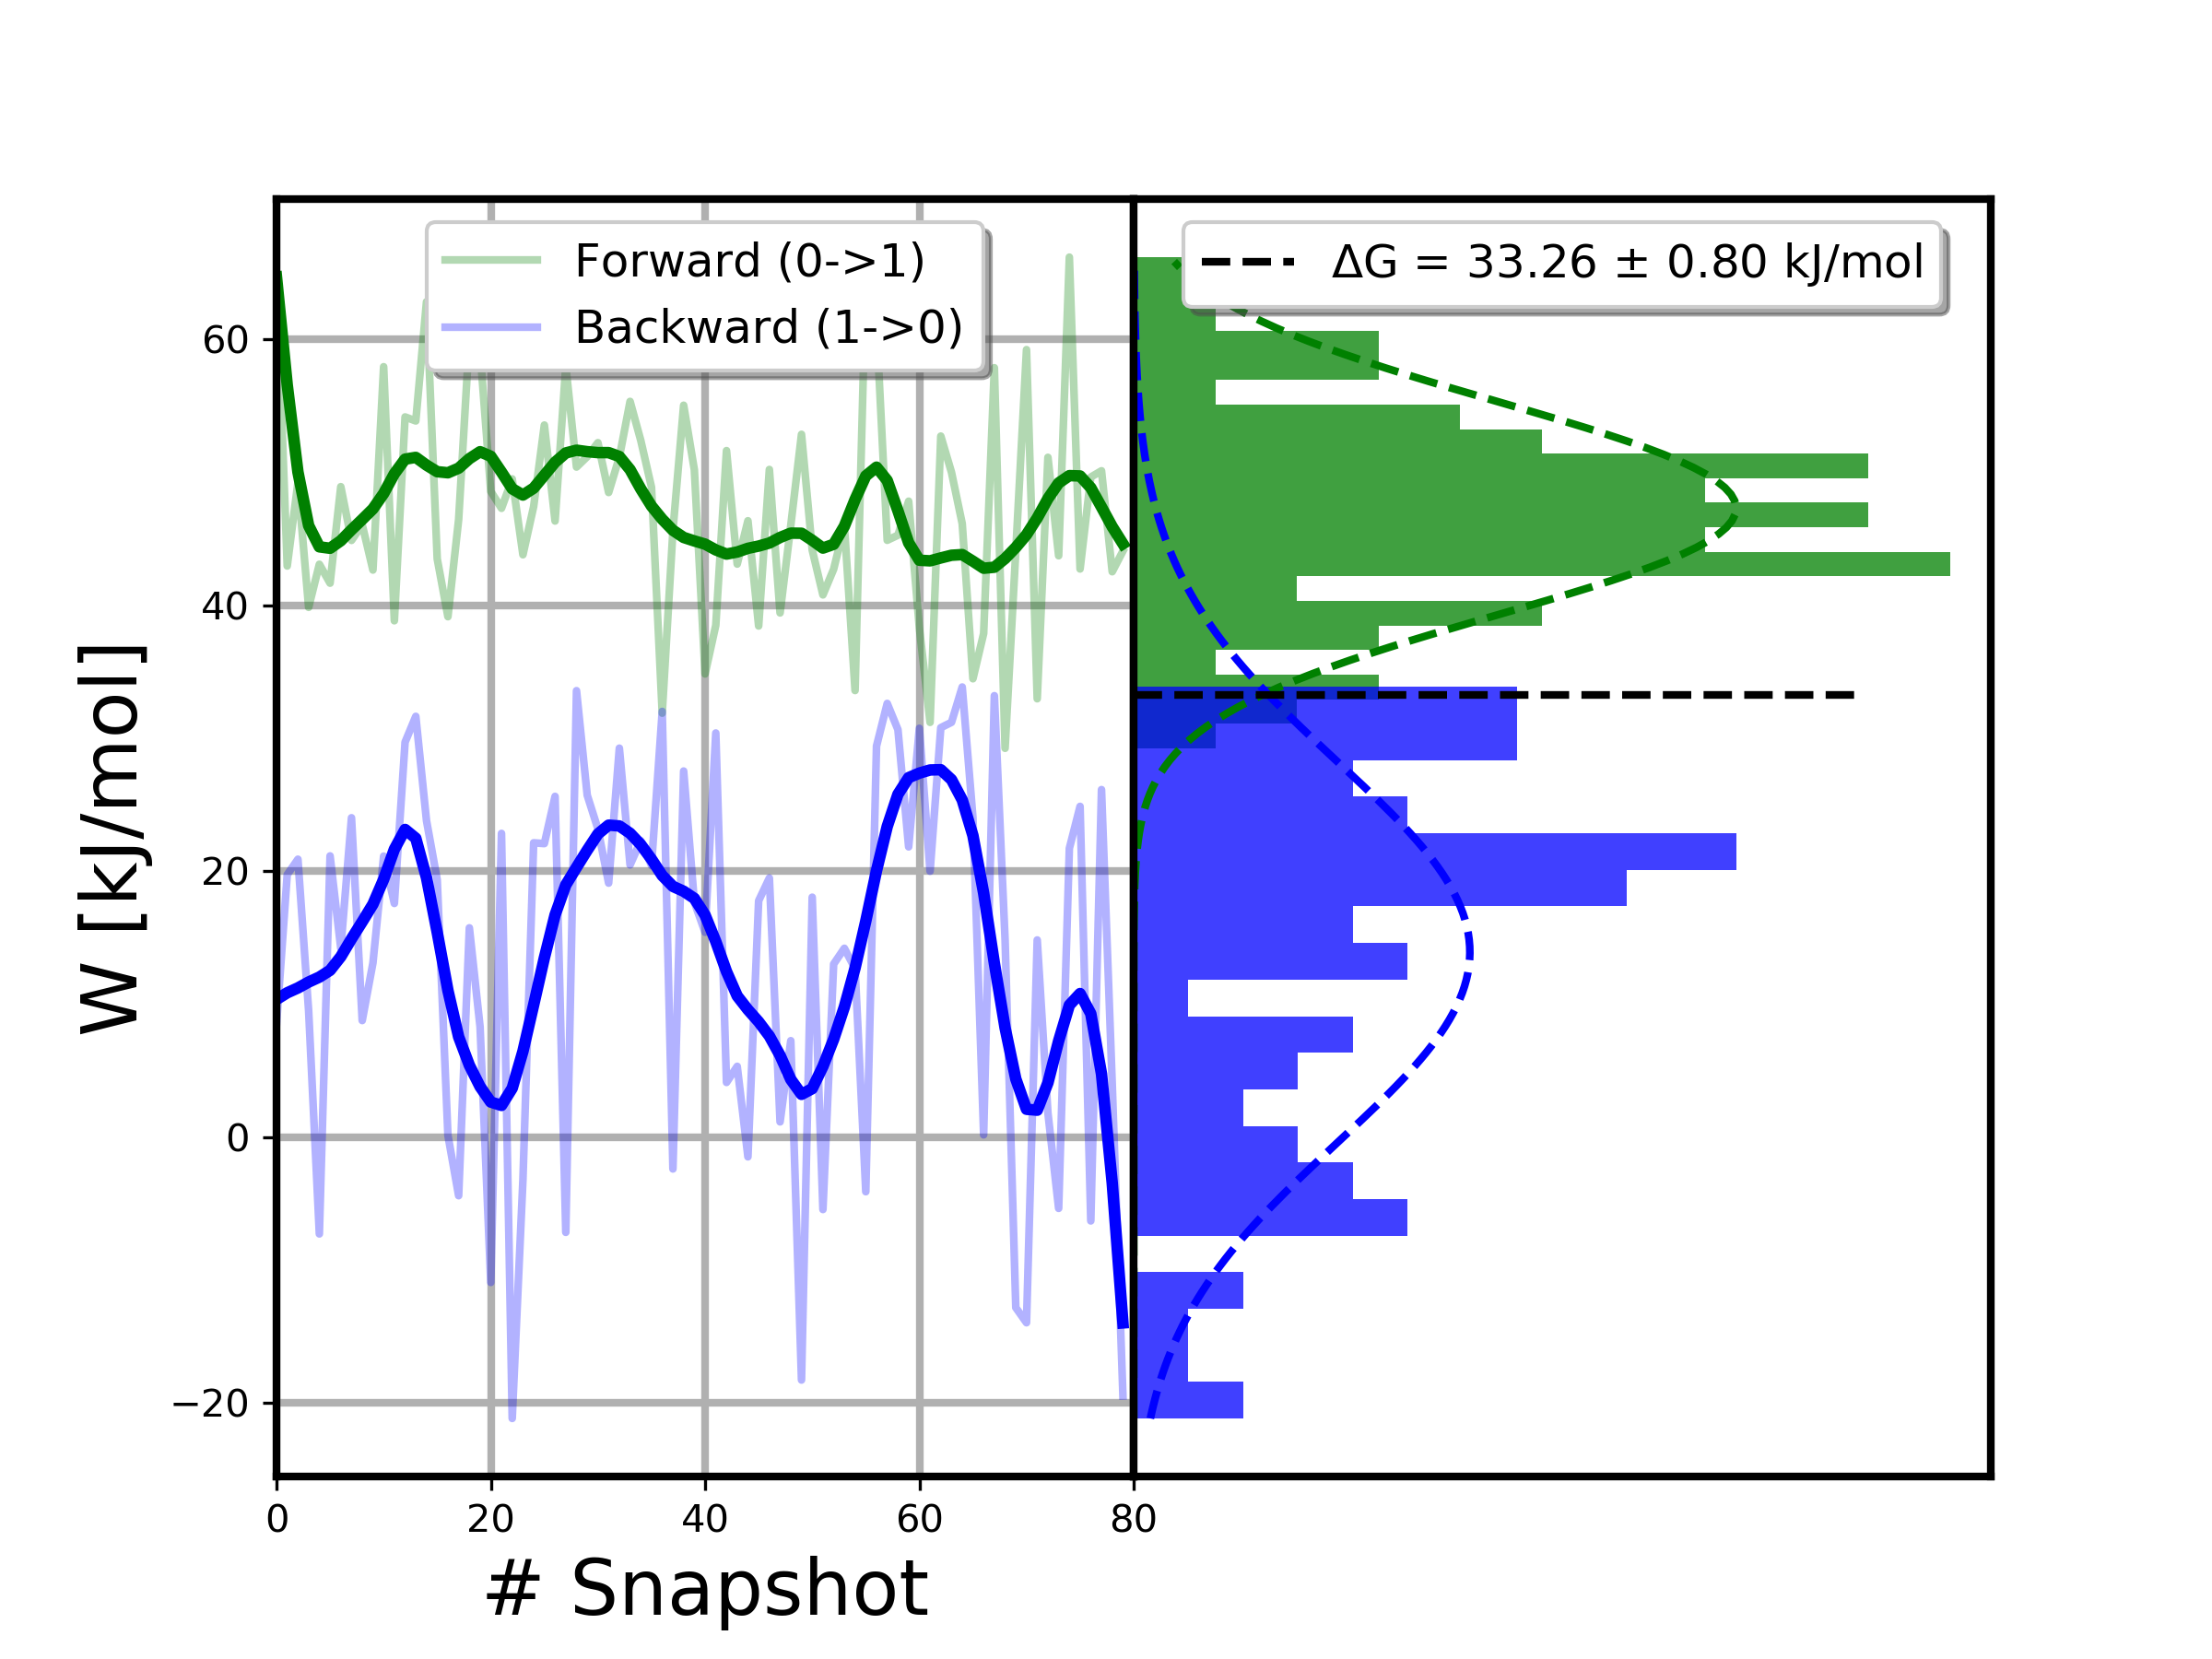 Forward (0->1)
Backward (1->0)
ΔG = 33.26 ± 0.80 kJ/mol
W [kJ/mol]
60
40
20
0
−20
0 20 40 60 80
# Snapshot